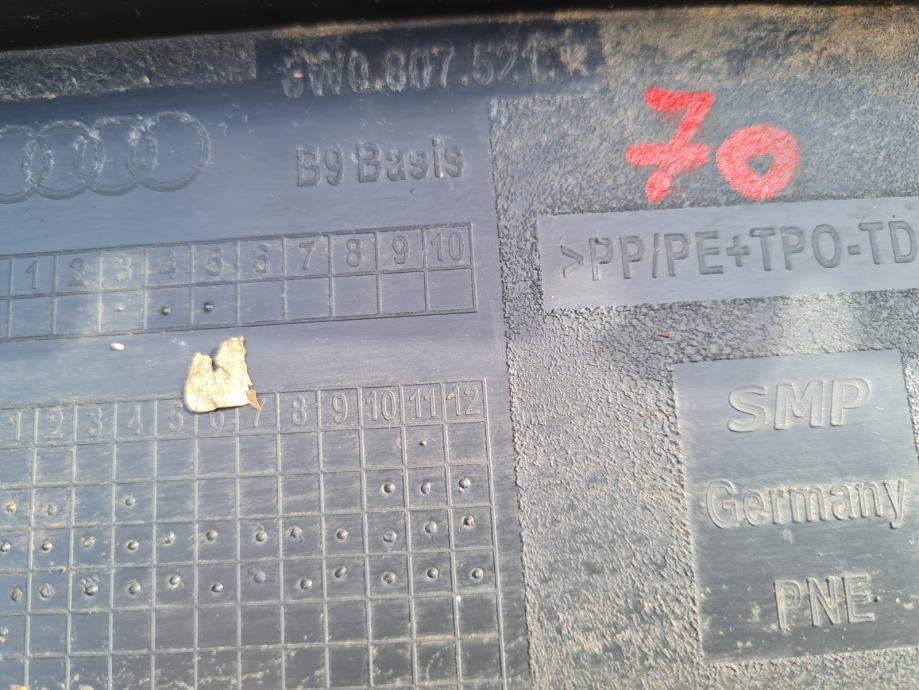 8W0.807.521.
B9 Basis
70
1 2 3 4 5 6 7 8 9 10
>PP/PE+TPO-TD
1 2 3 4 5 6 7 8 9 10 11 12
SMP
Germany
PNE